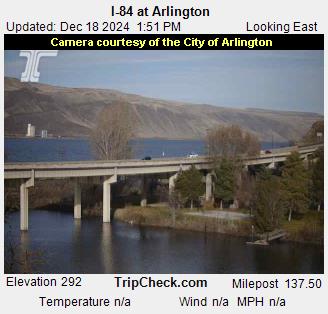 I-84 at Arlington
Updated: Dec 18 2024 1:51 PM Looking East
Camera courtesy of the City of Arlington
Elevation 292 TripCheck.com Milepost 137.50
Temperature n/a Wind n/a MPH n/a